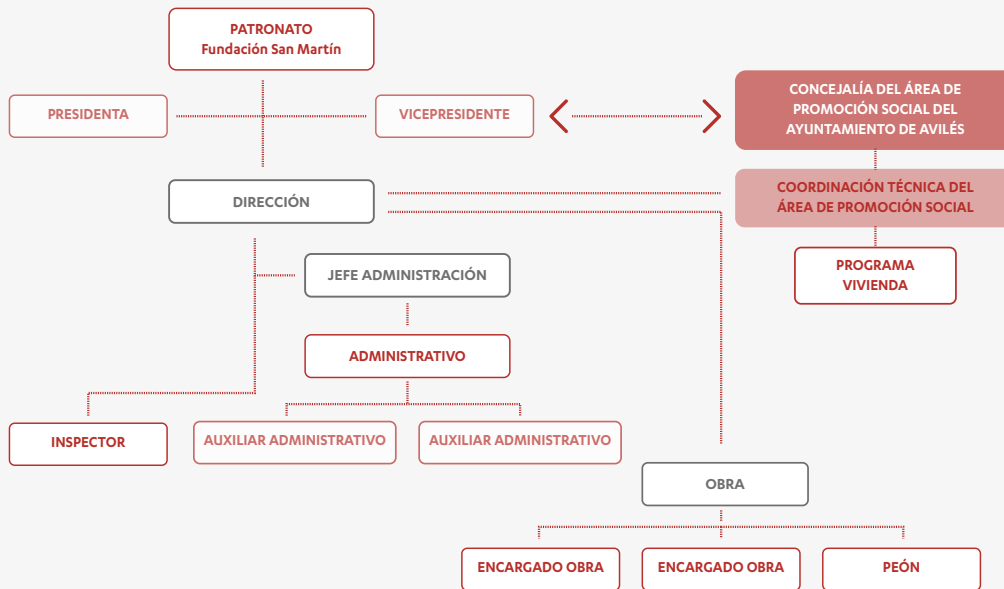 PATRONATO
Fundación San Martín
PRESIDENTA
VICEPRESIDENTE
CONCEJALÍA DEL ÁREA DE
PROMOCIÓN SOCIAL DEL
AYUNTAMIENTO DE AVILÉS
DIRECCIÓN
COORDINACIÓN TÉCNICA DEL
ÁREA DE PROMOCIÓN SOCIAL
PROGRAMA
VIVIENDA
JEFE ADMINISTRACIÓN
ADMINISTRATIVO
INSPECTOR
AUXILIAR ADMINISTRATIVO
AUXILIAR ADMINISTRATIVO
OBRA
ENCARGADO OBRA
ENCARGADO OBRA
PEÓN